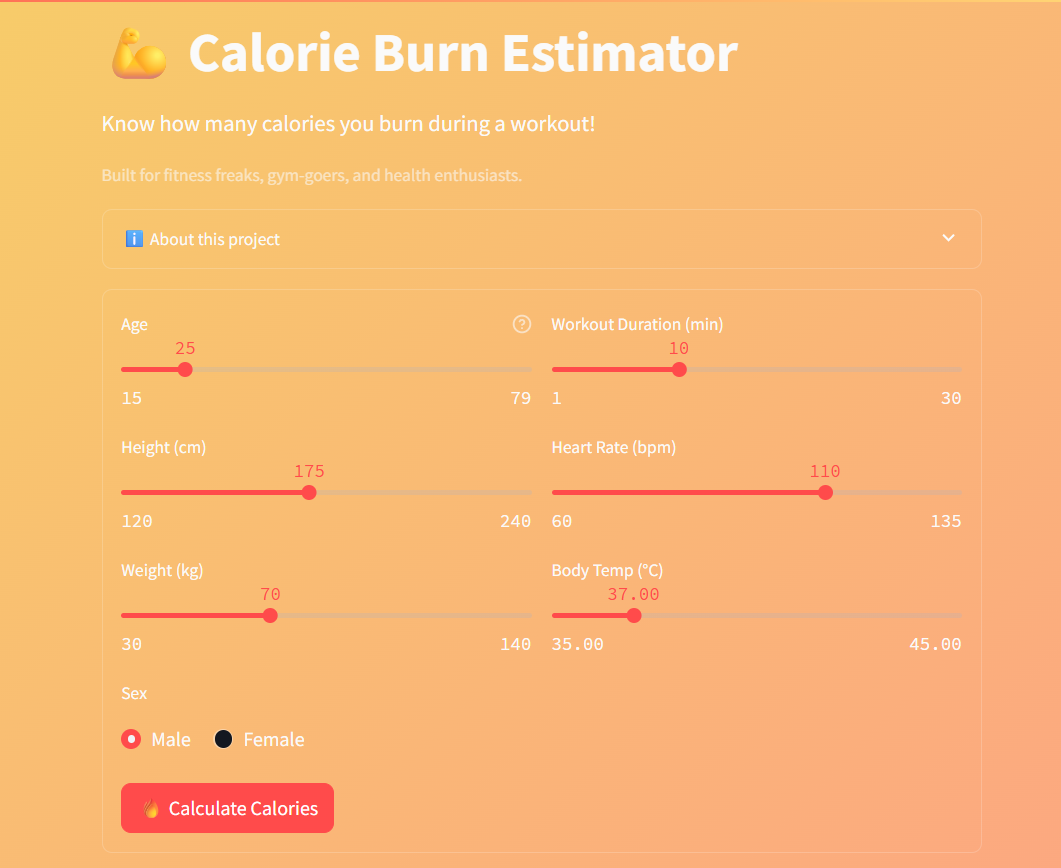 Calorie Burn Estimator
Know how many calories you burn during a workout!
Built for fitness freaks, gym-goers, and health enthusiasts.
About this project
Age
25
15 79
Workout Duration (min)
10
1 30
Height (cm)
175
120 240
Heart Rate (bpm)
110
60 135
Weight (kg)
70
30 140
Body Temp (°C)
37.00
35.00 45.00
Sex
Male Female
Calculate Calories